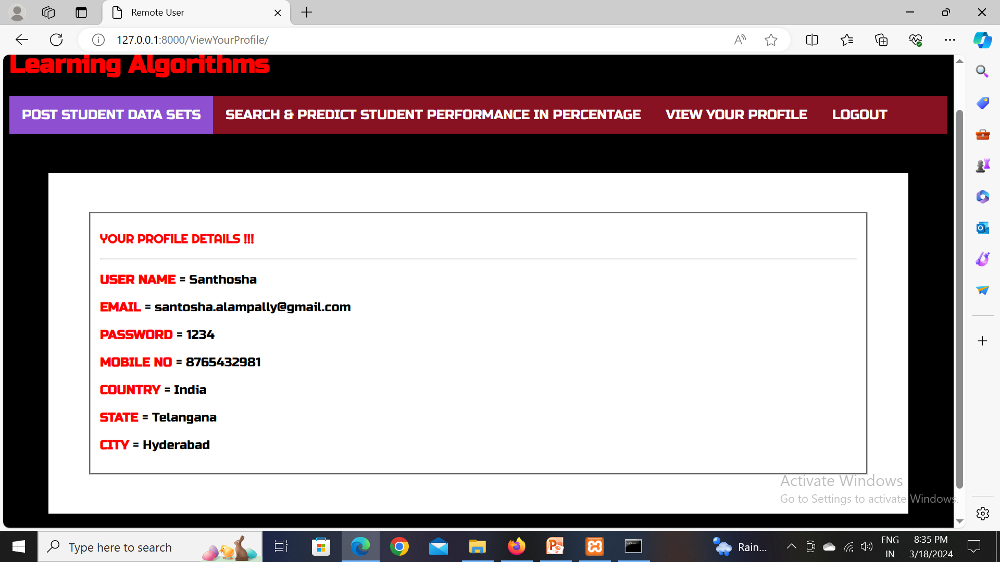 Remote User
127.0.0.1:8000/ViewYourProfile/
Learning Algorithms
POST STUDENT DATA SETS SEARCH & PREDICT STUDENT PERFORMANCE IN PERCENTAGE VIEW YOUR PROFILE LOGOUT
YOUR PROFILE DETAILS !!!
USER NAME = Santhosha
EMAIL = santosha.alampally@gmail.com
PASSWORD = 1234
MOBILE NO = 8765432981
COUNTRY = India
STATE = Telangana
CITY = Hyderabad
Activate Windows
Go to Settings to activate Windows.
Type here to search
Rain...
ENG
IN
8:35 PM
3/18/2024